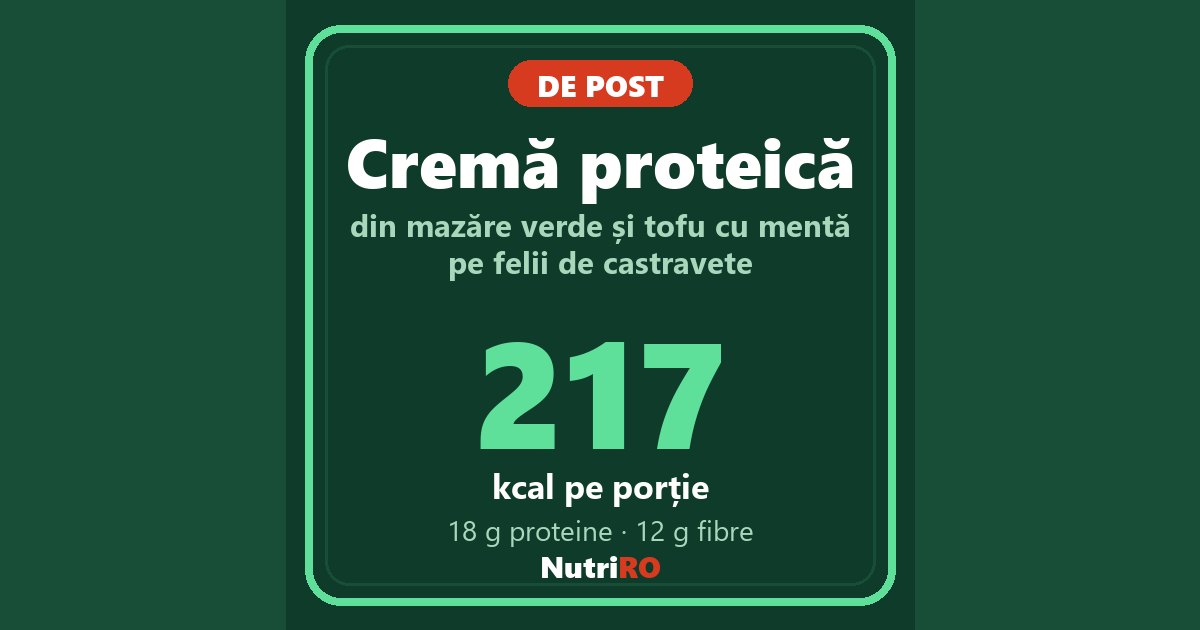 DE POST
Cremă proteică
din mazăre verde și tofu cu mentă
pe felii de castravete
217
kcal pe porție
18 g proteine · 12 g fibre
NutriRO